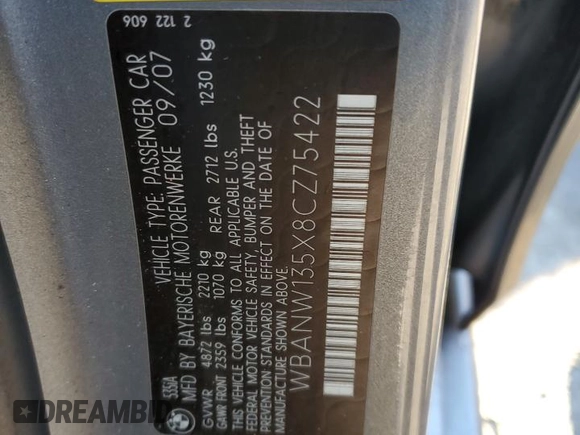 2 122 606
VEHICLE TYPE: PASSENGER CAR
09/07
535A MFD BY BAYERISCHE MOTORENWERKE
GVWR 4872 lbs 2210 kg
GAWR FRONT 2359 lbs 1070 kg REAR 2712 lbs 1230 kg
THIS VEHICLE CONFORMS TO ALL APPLICABLE U.S.
FEDERAL MOTOR VEHICLE SAFETY, BUMPER AND THEFT
PREVENTION STANDARDS IN EFFECT ON THE DATE OF
MANUFACTURE SHOWN ABOVE.
WBANW135X8CZ75422
DREAMBID